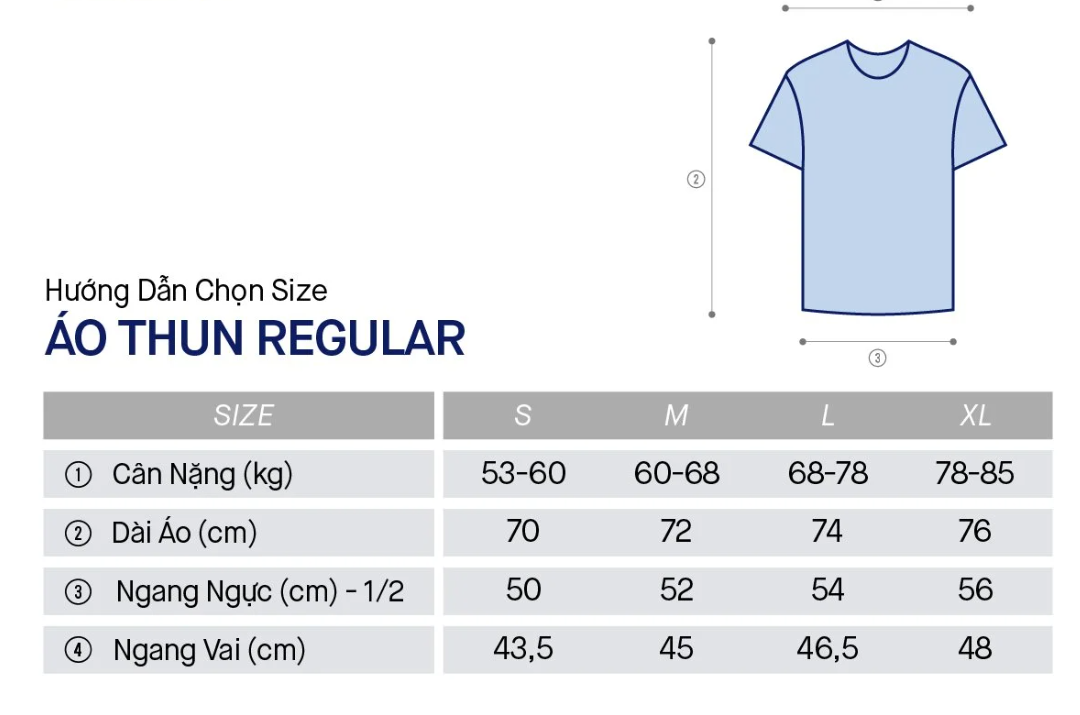 ②
③
Hướng Dẫn Chọn Size
ÁO THUN REGULAR
SIZE S M L XL
① Cân Nặng (kg) 53-60 60-68 68-78 78-85
② Dài Áo (cm) 70 72 74 76
③ Ngang Ngực (cm) - 1/2 50 52 54 56
④ Ngang Vai (cm) 43,5 45 46,5 48